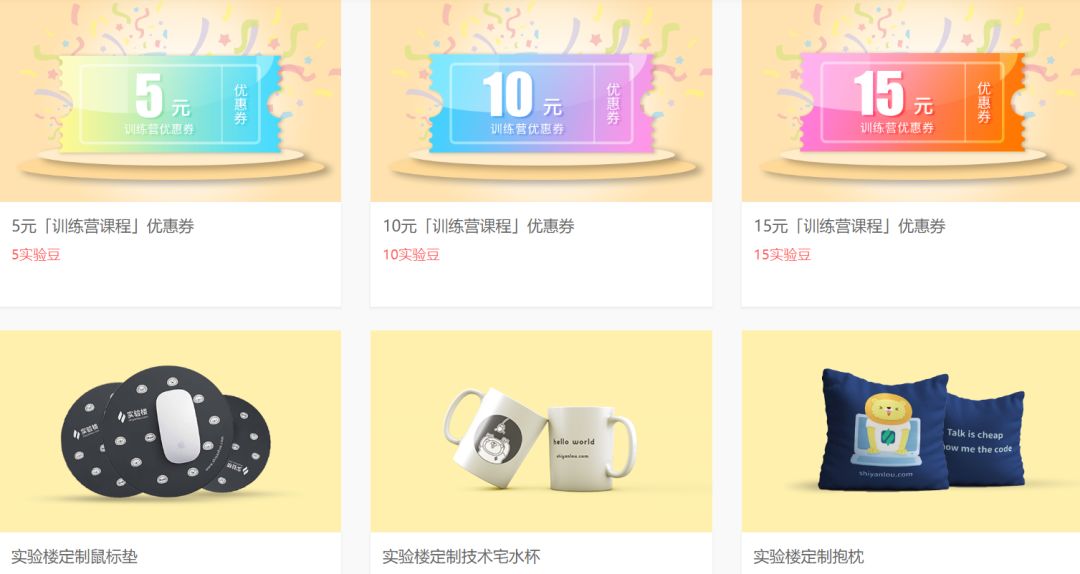 5 元
训练营优惠券
优惠券
10 元
训练营优惠券
优惠券
15 元
训练营优惠券
优惠券
5元「训练营课程」优惠券
10元「训练营课程」优惠券
15元「训练营课程」优惠券
5实验豆
10实验豆
15实验豆
实验楼
实验楼
hello world
shiyanlou.com
shiyanlou.com
Talk is cheap
me the code
实验楼定制鼠标垫
实验楼定制技术宅水杯
实验楼定制抱枕